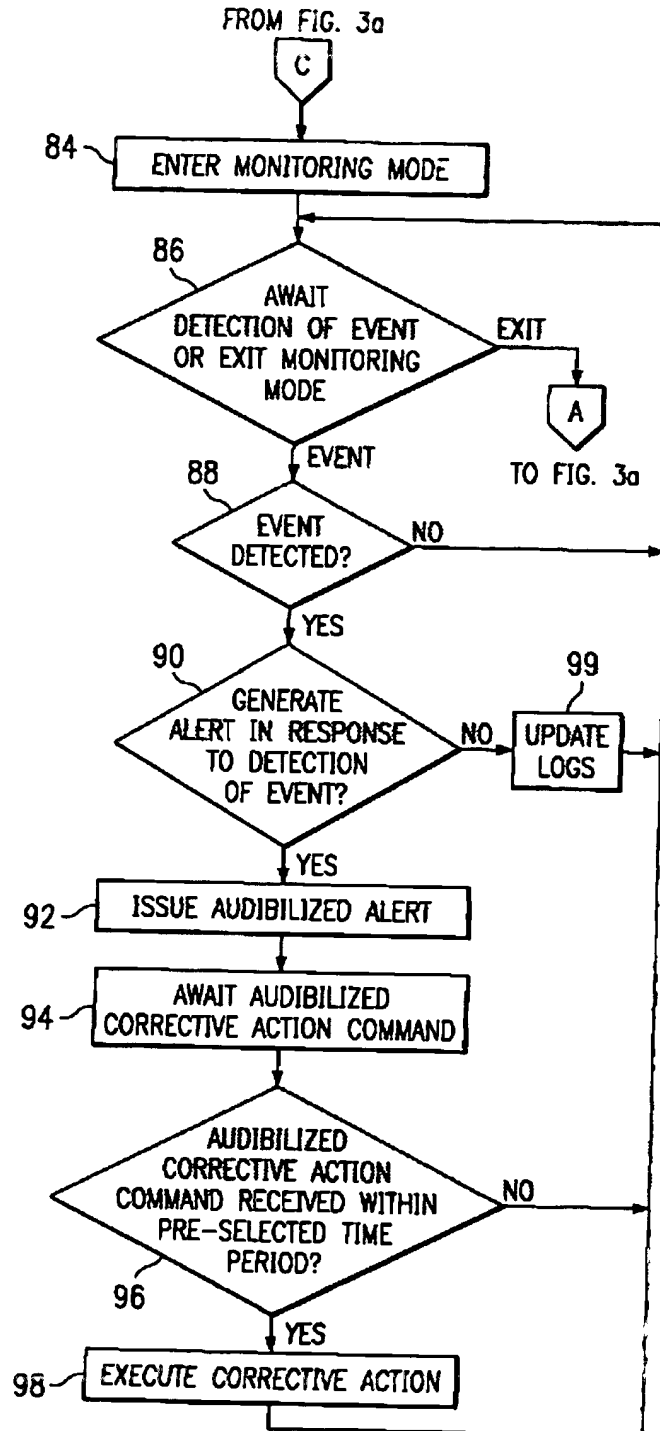 FROM FIG. 3a
C
84
ENTER MONITORING MODE
86
AWAIT
DETECTION OF EVENT
OR EXIT MONITORING
MODE
EXIT
A
TO FIG. 3a
EVENT
88
EVENT
DETECTED?
NO
YES
90
GENERATE
ALERT IN RESPONSE
TO DETECTION
OF EVENT?
NO
99
UPDATE
LOGS
YES
92
ISSUE AUDIBILIZED ALERT
94
AWAIT AUDIBILIZED
CORRECTIVE ACTION COMMAND
AUDIBILIZED
CORRECTIVE ACTION
COMMAND RECEIVED WITHIN
PRE-SELECTED TIME
PERIOD?
NO
96
YES
98
EXECUTE CORRECTIVE ACTION